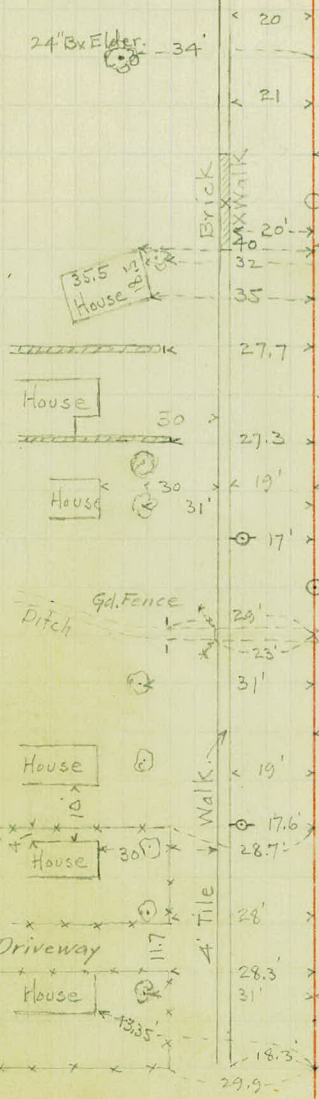 20
24" Bx Elder.
34'
21
Brick
Walk
20'
40
32
35.5
18.5
House
35
27.7
House
30
27.3
House
30
19'
31'
17'
Gd. Fence
Ditch
29'
23'
31'
House
19'
Walk
10'
17.6'
House
30
28.7'
4' Tile
28'
Driveway
11.7
28.3'
House
31'
13.35'
18.3'
29.9